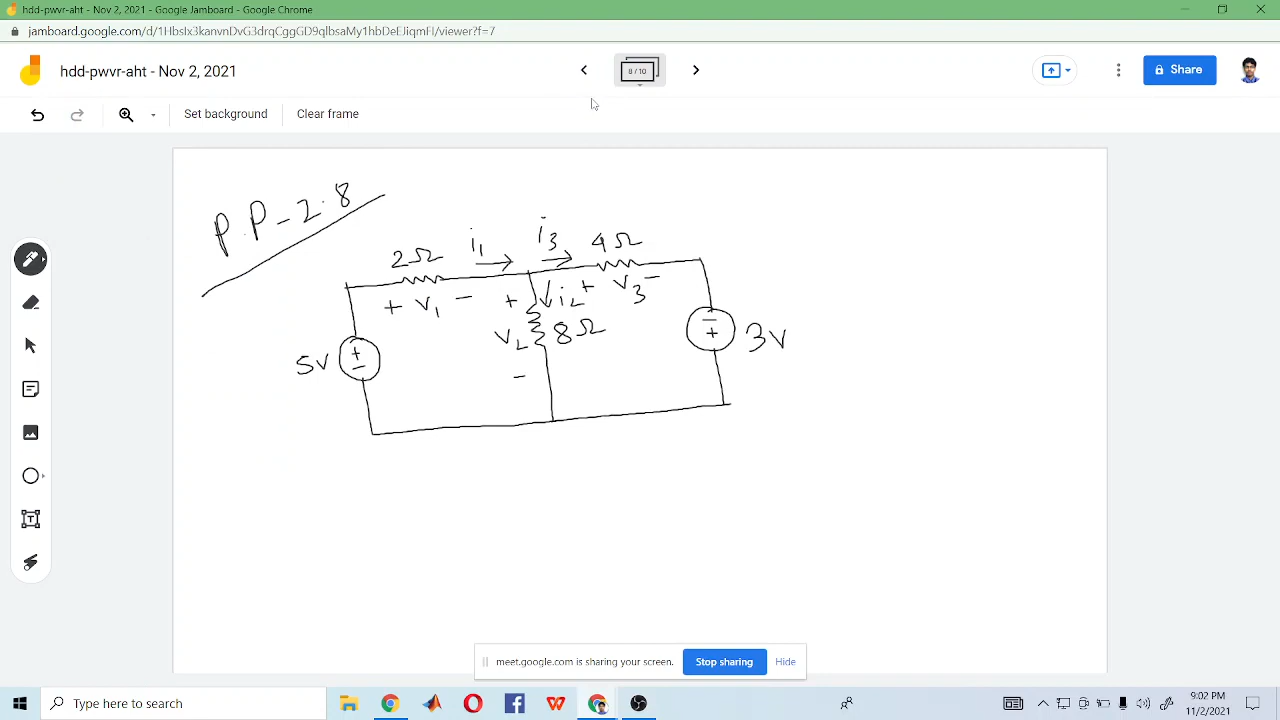 hdd-pwvr-aht - Nov 2, 2021 - Google Jamboard - Google Chrome
jamboard.google.com/d/1HbsIx3kanvnDvG3drqCggGD9qlbsaMy1hbDeEJiqmFI/viewer?f=7
hdd-pwvr-aht - Nov 2, 2021
8 / 10
Share
Set background
Clear frame
P.P - 2.8
2Ω
i1
i3
4Ω
+ V1 −
+
i2
+ V3 −
V2
8Ω
−
5V
+
−
−
+
3V
meet.google.com is sharing your screen.
Stop sharing
Hide
Type here to search
9:02 PM
11/2/2021